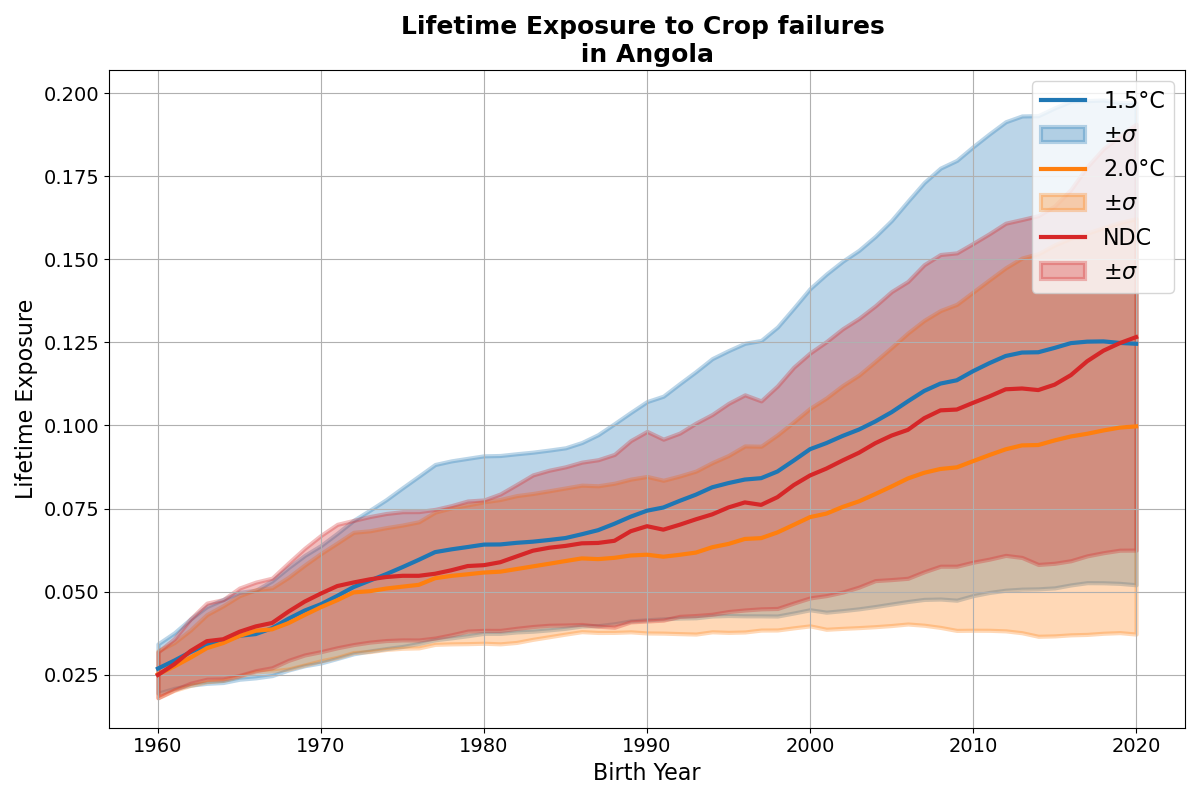 Lifetime Exposure to Crop failures
in Angola
0.200
0.175
0.150
0.125
0.100
0.075
0.050
0.025
Lifetime Exposure
1.5°C
±σ
2.0°C
±σ
NDC
±σ
1960 1970 1980 1990 2000 2010 2020
Birth Year